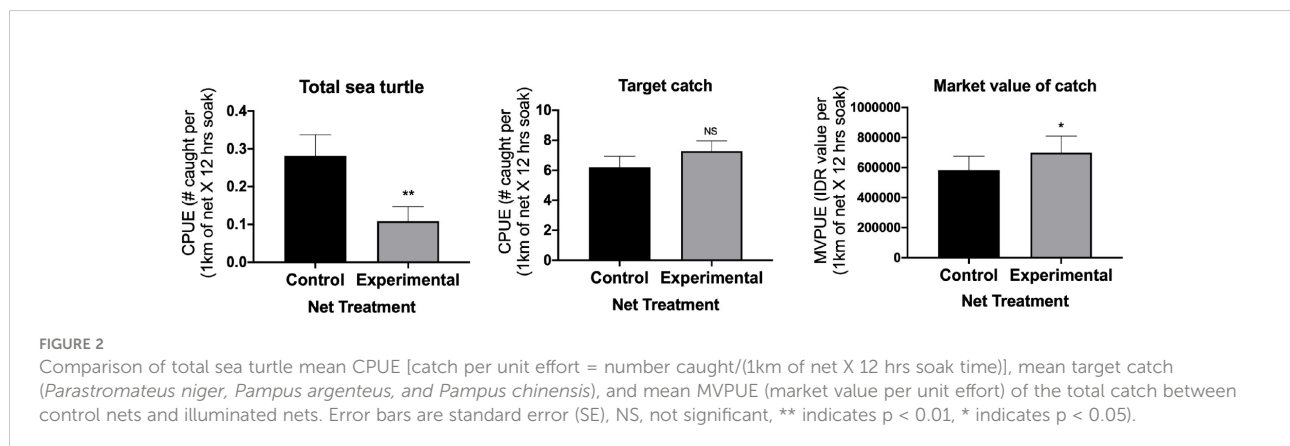 Total sea turtle
CPUE (# caught per
(1km of net X 12 hrs soak)
0.4
0.3
0.2
0.1
0.0
**
Control Experimental
Net Treatment
Target catch
CPUE (# caught per
(1km of net X 12 hrs soak)
10
8
6
4
2
0
NS
Control Experimental
Net Treatment
Market value of catch
MVPUE (IDR value per
(1km of net X 12 hrs soak)
1000000
800000
600000
400000
200000
0
*
Control Experimental
Net Treatment
FIGURE 2
Comparison of total sea turtle mean CPUE [catch per unit effort = number caught/(1km of net X 12 hrs soak time)], mean target catch
(Parastromateus niger, Pampus argenteus, and Pampus chinensis), and mean MVPUE (market value per unit effort) of the total catch between
control nets and illuminated nets. Error bars are standard error (SE), NS, not significant, ** indicates p < 0.01, * indicates p < 0.05).